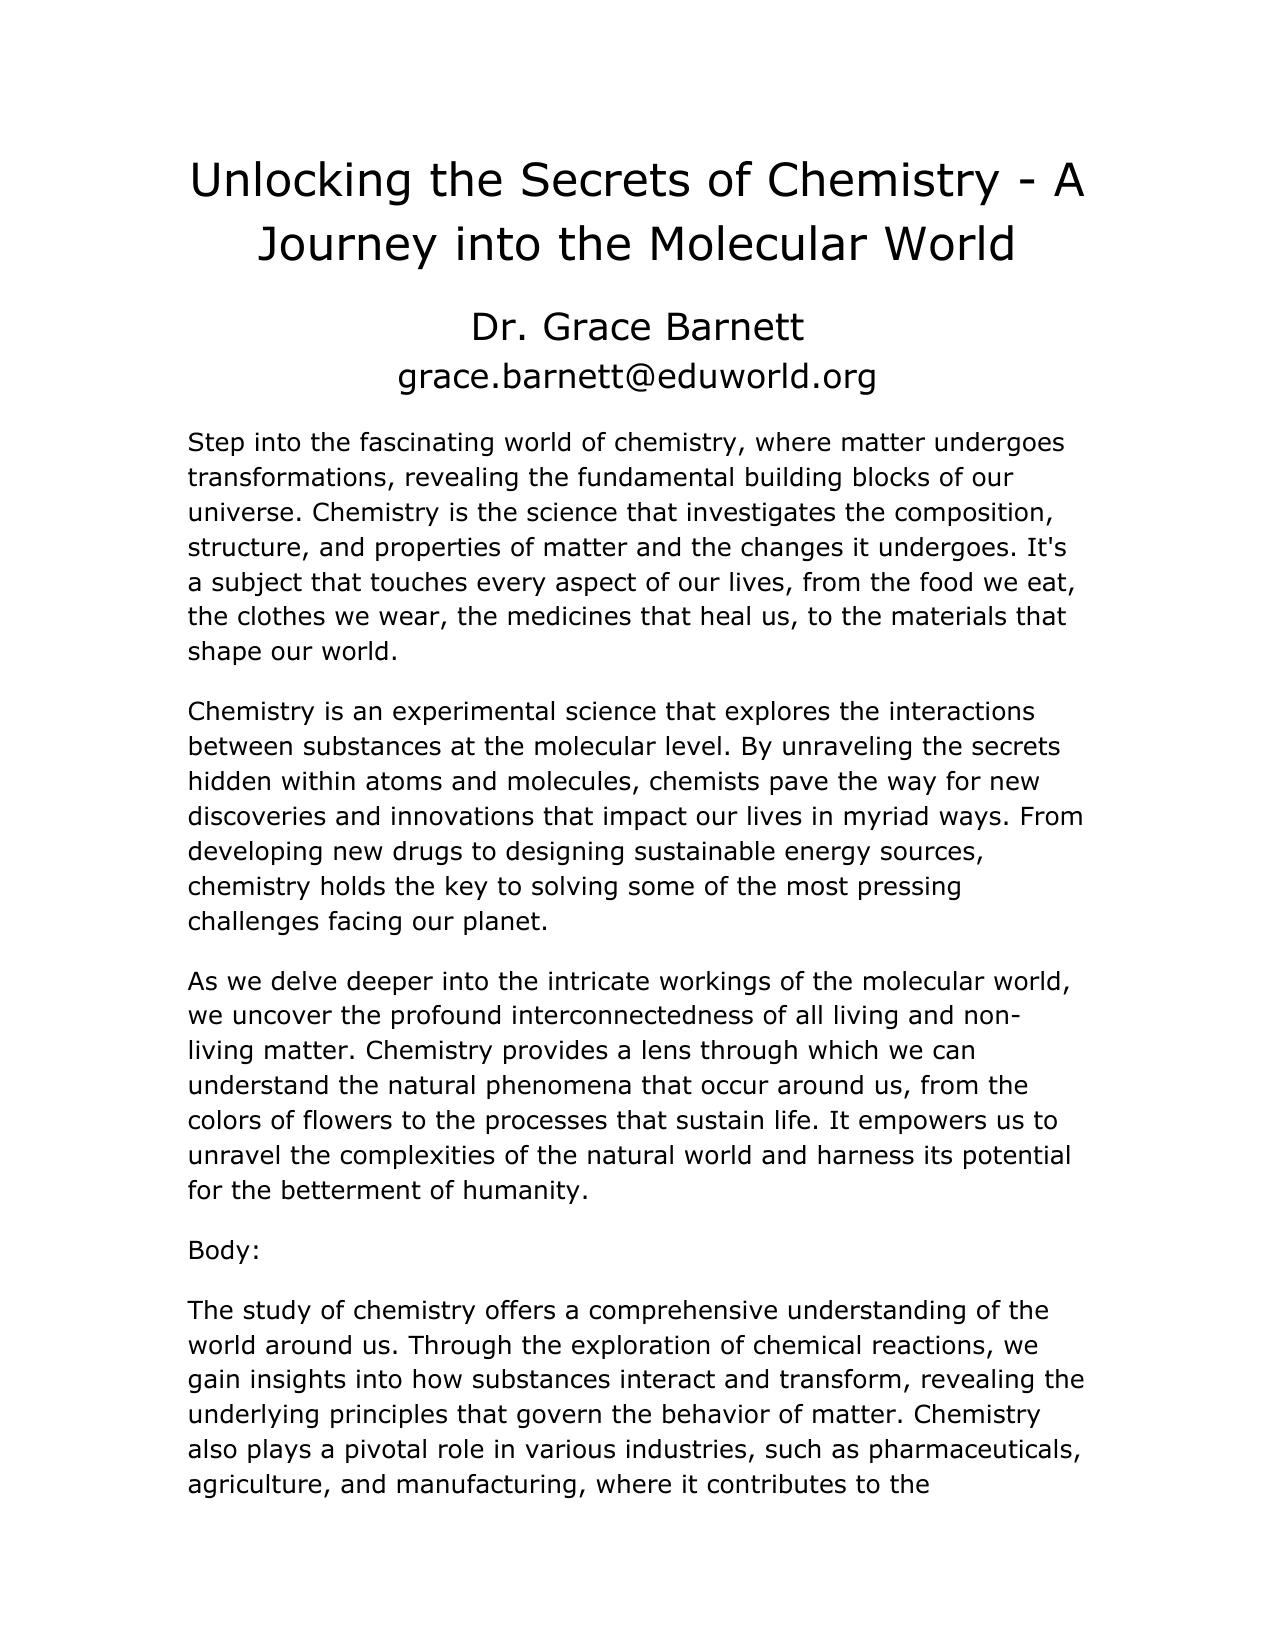 Unlocking the Secrets of Chemistry - A
Journey into the Molecular World
Dr. Grace Barnett
grace.barnett@eduworld.org
Step into the fascinating world of chemistry, where matter undergoes
transformations, revealing the fundamental building blocks of our
universe. Chemistry is the science that investigates the composition,
structure, and properties of matter and the changes it undergoes. It's
a subject that touches every aspect of our lives, from the food we eat,
the clothes we wear, the medicines that heal us, to the materials that
shape our world.
Chemistry is an experimental science that explores the interactions
between substances at the molecular level. By unraveling the secrets
hidden within atoms and molecules, chemists pave the way for new
discoveries and innovations that impact our lives in myriad ways. From
developing new drugs to designing sustainable energy sources,
chemistry holds the key to solving some of the most pressing
challenges facing our planet.
As we delve deeper into the intricate workings of the molecular world,
we uncover the profound interconnectedness of all living and non-
living matter. Chemistry provides a lens through which we can
understand the natural phenomena that occur around us, from the
colors of flowers to the processes that sustain life. It empowers us to
unravel the complexities of the natural world and harness its potential
for the betterment of humanity.
Body:
The study of chemistry offers a comprehensive understanding of the
world around us. Through the exploration of chemical reactions, we
gain insights into how substances interact and transform, revealing the
underlying principles that govern the behavior of matter. Chemistry
also plays a pivotal role in various industries, such as pharmaceuticals,
agriculture, and manufacturing, where it contributes to the